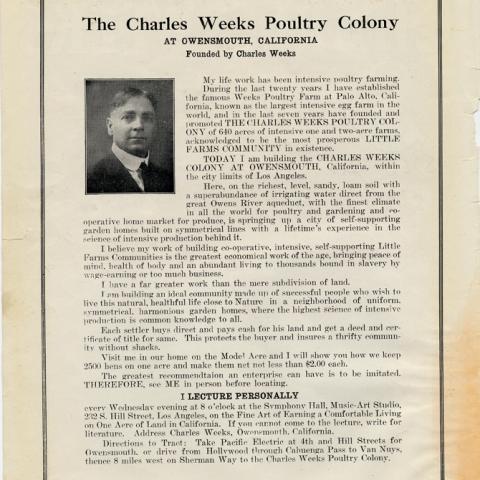 The Charles Weeks Poultry Colony
AT OWENSMOUTH, CALIFORNIA
Founded by Charles Weeks
My life work has been intensive poultry farming.
During the last twenty years I have established
the famous Weeks Poultry Farm at Palo Alto, Cali-
fornia, known as the largest intensive egg farm in the
world, and in the last seven years have founded and
promoted THE CHARLES WEEKS POULTRY COL-
ONY of 640 acres of intensive one and two-acre farms,
acknowledged to be the most prosperous LITTLE
FARMS COMMUNITY in existence.
TODAY I am building the CHARLES WEEKS
COLONY AT OWENSMOUTH, California, within
the city limits of Los Angeles.
Here, on the richest, level, sandy, loam soil with
a superabundance of irrigating water direct from the
great Owens River aqueduct, with the finest climate
in all the world for poultry and gardening and co-
operative home market for produce, is springing up a city of self-supporting
garden homes built on symmetrical lines with a lifetime's experience in the
science of intensive production behind it.
I believe my work of building co-operative, intensive, self-supporting Little
Farms Communities is the greatest economical work of the age, bringing peace of
mind, health of body and an abundant living to thousands bound in slavery by
wage-earning or too much business.
I have a far greater work than the mere subdivision of land.
I am building an ideal community made up of successful people who wish to
live this natural, healthful life close to Nature in a neighborhood of uniform,
symmetrical, harmonious garden homes, where the highest science of intensive
production is common knowledge to all.
Each settler buys direct and pays cash for his land and get a deed and cer-
tificate of title for same. This protects the buyer and insures a thrifty commun-
ity without shacks.
Visit me in our home on the Model Acre and I will show you how we keep
2500 hens on one acre and make them net not less than $2.00 each.
The greatest recommendtaion an enterprise can have is to be imitated.
THEREFORE, see ME in person before locating.
I LECTURE PERSONALLY
every Wednesday evening at 8 o'clock at the Symphony Hall, Music-Art Studio,
232 S. Hill Street, Los Angeles, on the Fine Art of Earning a Comfortable Living
on One Acre of Land in California. If you cannot come to the lecture, write for
literature. Address Charles Weeks, Owensmouth, California.
Directions to Tract: Take Pacific Electric at 4th and Hill Streets for
Owensmouth, or drive from Hollywood through Cahuenga Pass to Van Nuys,
thence 8 miles west on Sherman Way to the Charles Weeks Poultry Colony.